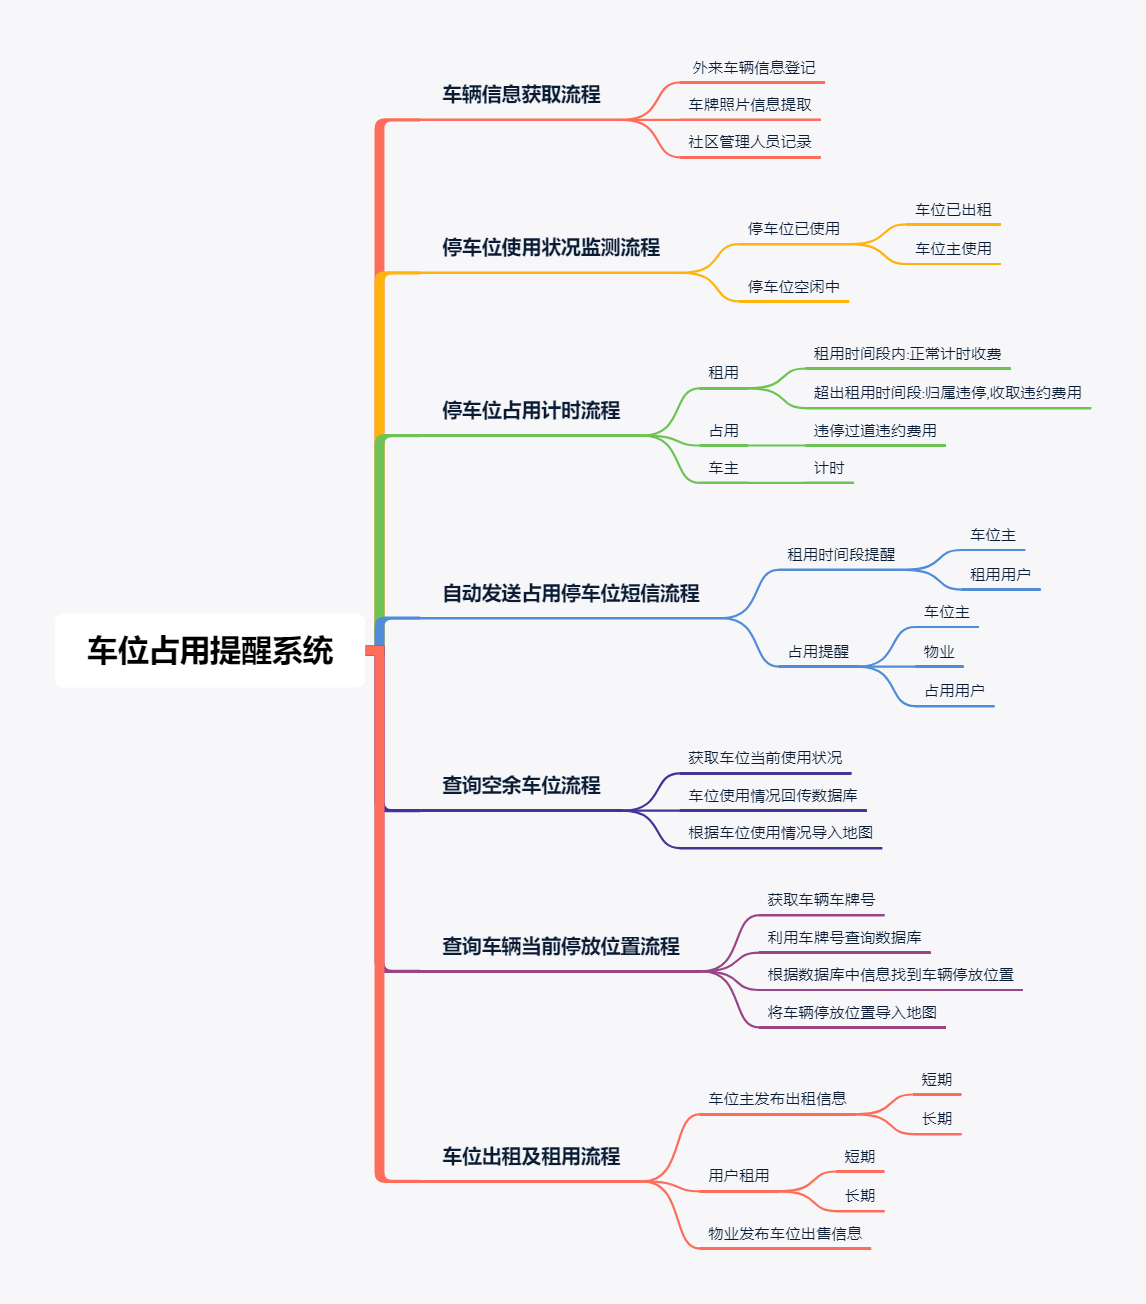 车位占用提醒系统
车辆信息获取流程
外来车辆信息登记
车牌照片信息提取
社区管理人员记录
停车位使用状况监测流程
停车位已使用
车位已出租
车位主使用
停车位空闲中
停车位占用计时流程
租用
租用时间段内:正常计时收费
超出租用时间段:归属违停,收取违约费用
占用
违停过道违约费用
车主
计时
自动发送占用停车位短信流程
租用时间段提醒
车位主
租用用户
占用提醒
车位主
物业
占用用户
查询空余车位流程
获取车位当前使用状况
车位使用情况回传数据库
根据车位使用情况导入地图
查询车辆当前停放位置流程
获取车辆车牌号
利用车牌号查询数据库
根据数据库中信息找到车辆停放位置
将车辆停放位置导入地图
车位出租及租用流程
车位主发布出租信息
短期
长期
用户租用
短期
长期
物业发布车位出售信息